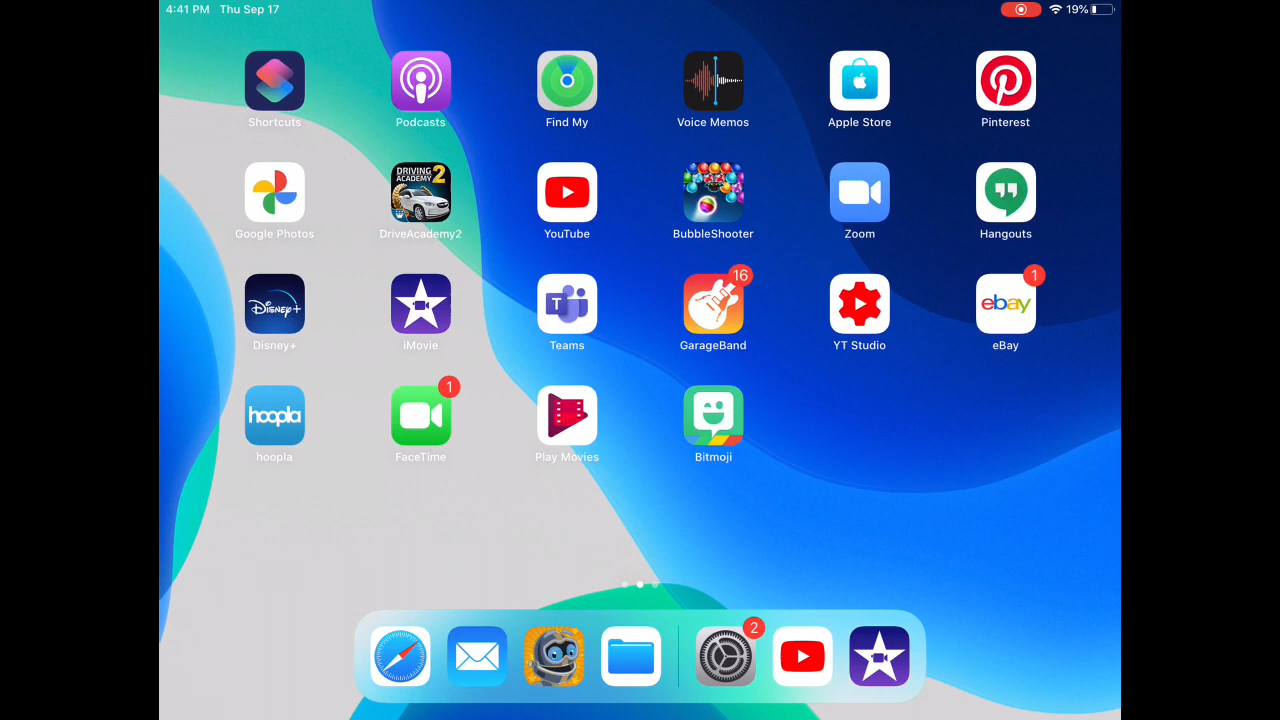 4:41 PM Thu Sep 17 19%
Shortcuts Podcasts Find My Voice Memos Apple Store Pinterest
DRIVING
ACADEMY 2
Google Photos DriveAcademy2 YouTube BubbleShooter Zoom Hangouts
16 1
Disney+ T ebay
Disney+ iMovie Teams GarageBand YT Studio eBay
1
hoopla
hoopla FaceTime Play Movies Bitmoji
2